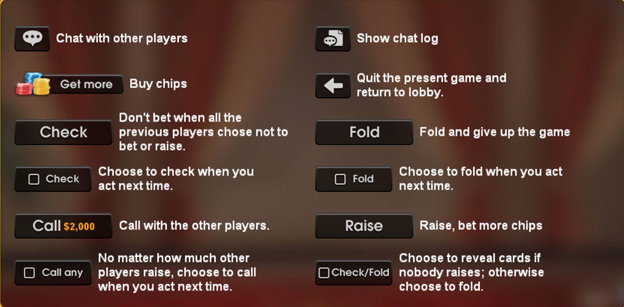 Chat with other players
Show chat log
Get more
Buy chips
Quit the present game and
return to lobby.
Check
Don't bet when all the
previous players chose not to
bet or raise.
Fold
Fold and give up the game
Check
Choose to check when you
act next time.
Fold
Choose to fold when you act
next time.
Call $2,000
Call with the other players.
Raise
Raise, bet more chips
Call any
No matter how much other
players raise, choose to call
when you act next time.
Check/Fold
Choose to reveal cards if
nobody raises; otherwise
choose to fold.